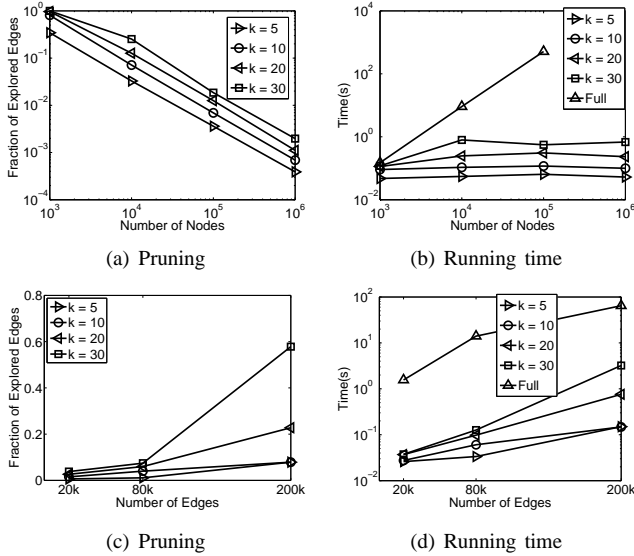 Fraction of Explored Edges
10^0
10^-1
10^-2
10^-3
10^-4
10^3
10^4
10^5
10^6
Number of Nodes
k = 5
k = 10
k = 20
k = 30
(a) Pruning
Time(s)
10^6
10^4
10^2
10^0
10^-2
10^3
10^4
10^5
10^6
Number of Nodes
k = 5
k = 10
k = 20
k = 30
Full
(b) Running time
Fraction of Explored Edges
0.8
0.6
0.4
0.2
0
20k
80k
200k
Number of Edges
k = 5
k = 10
k = 20
k = 30
(c) Pruning
Time(s)
10^2
10^1
10^0
10^-1
10^-2
20k
80k
200k
Number of Edges
k = 5
k = 10
k = 20
k = 30
Full
(d) Running time